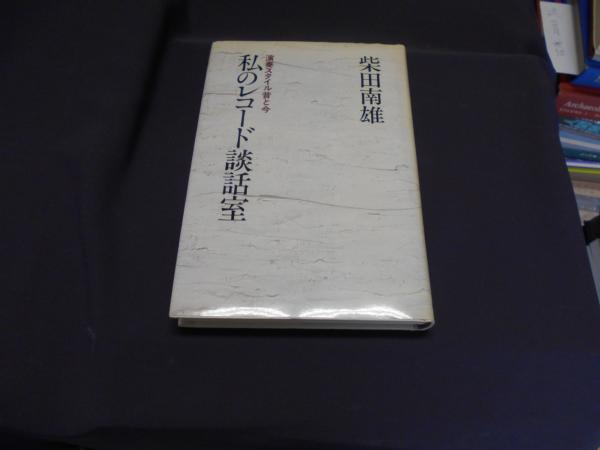 柴田南雄
演奏スタイル昔と今
私のレコード談話室
Archaeolo